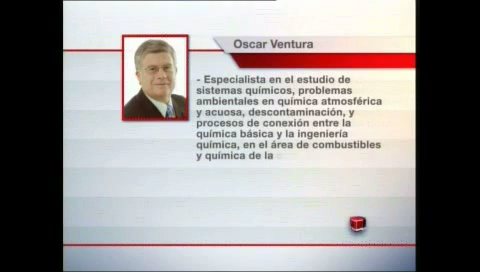 Oscar Ventura
- Especialista en el estudio de
sistemas químicos, problemas
ambientales en química atmosférica
y acuosa, descontaminación, y
procesos de conexión entre la
química básica y la ingeniería
química, en el área de combustibles
y química de la